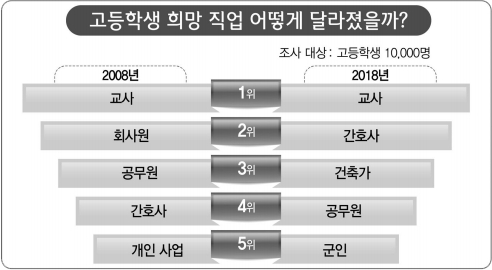 고등학생 희망 직업 어떻게 달라졌을까?
조사 대상: 고등학생 10,000명
2008년 2018년
교사 1위 교사
회사원 2위 간호사
공무원 3위 건축가
간호사 4위 공무원
개인 사업 5위 군인